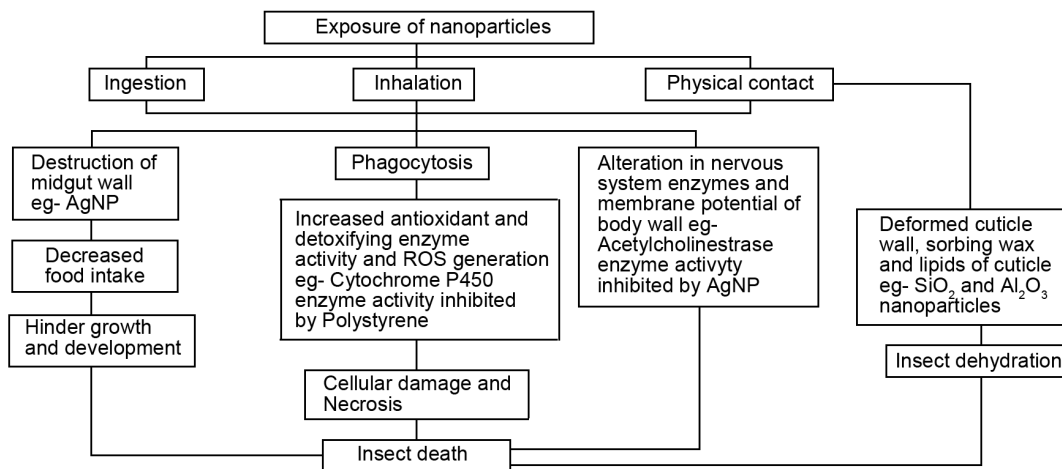 Exposure of nanoparticles
Ingestion
Inhalation
Physical contact
Destruction of
midgut wall
eg- AgNP
Decreased
food intake
Hinder growth
and development
Phagocytosis
Increased antioxidant and
detoxifying enzyme
activity and ROS generation
eg- Cytochrome P450
enzyme activity inhibited
by Polystyrene
Cellular damage and
Necrosis
Alteration in nervous
system enzymes and
membrane potential of
body wall eg-
Acetylcholinestrase
enzyme activyty
inhibited by AgNP
Deformed cuticle
wall, sorbing wax
and lipids of cuticle
eg- SiO₂ and Al₂O₃
nanoparticles
Insect dehydration
Insect death